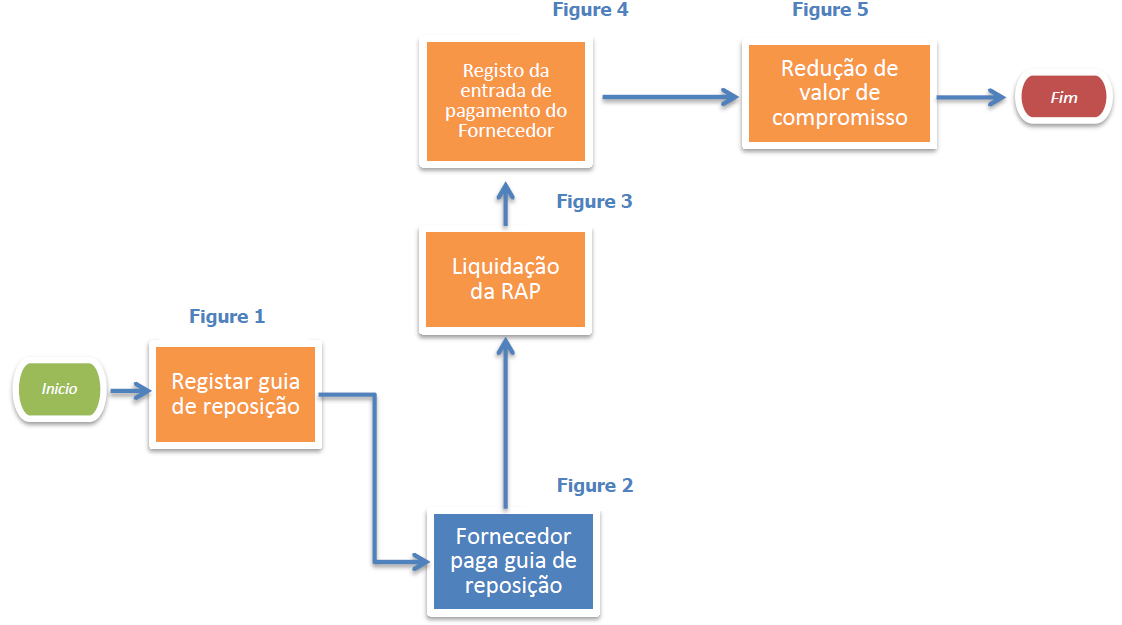 Figure 4
Figure 5
Registo da
entrada de
pagamento do
Fornecedor
Redução de
valor de
compromisso
Fim
Figure 3
Liquidação
da RAP
Figure 1
Inicio
Registar guia
de reposição
Figure 2
Fornecedor
paga guia de
reposição